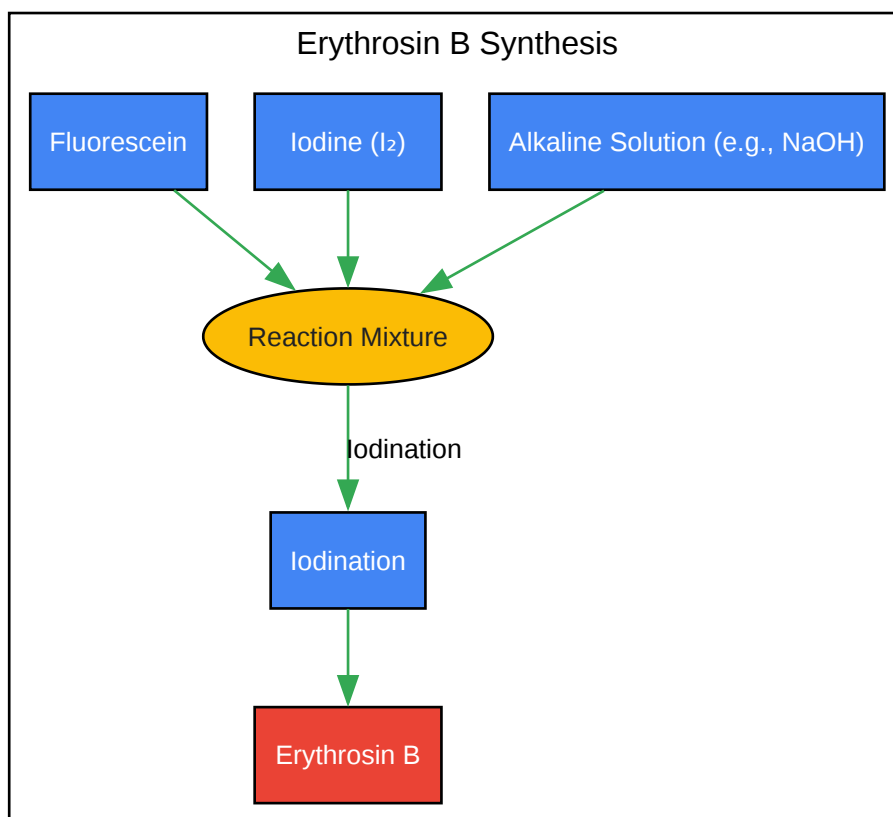 Erythrosin B Synthesis
Fluorescein
Iodine (I₂)
Alkaline Solution (e.g., NaOH)
Reaction Mixture
Iodination
Iodination
Erythrosin B